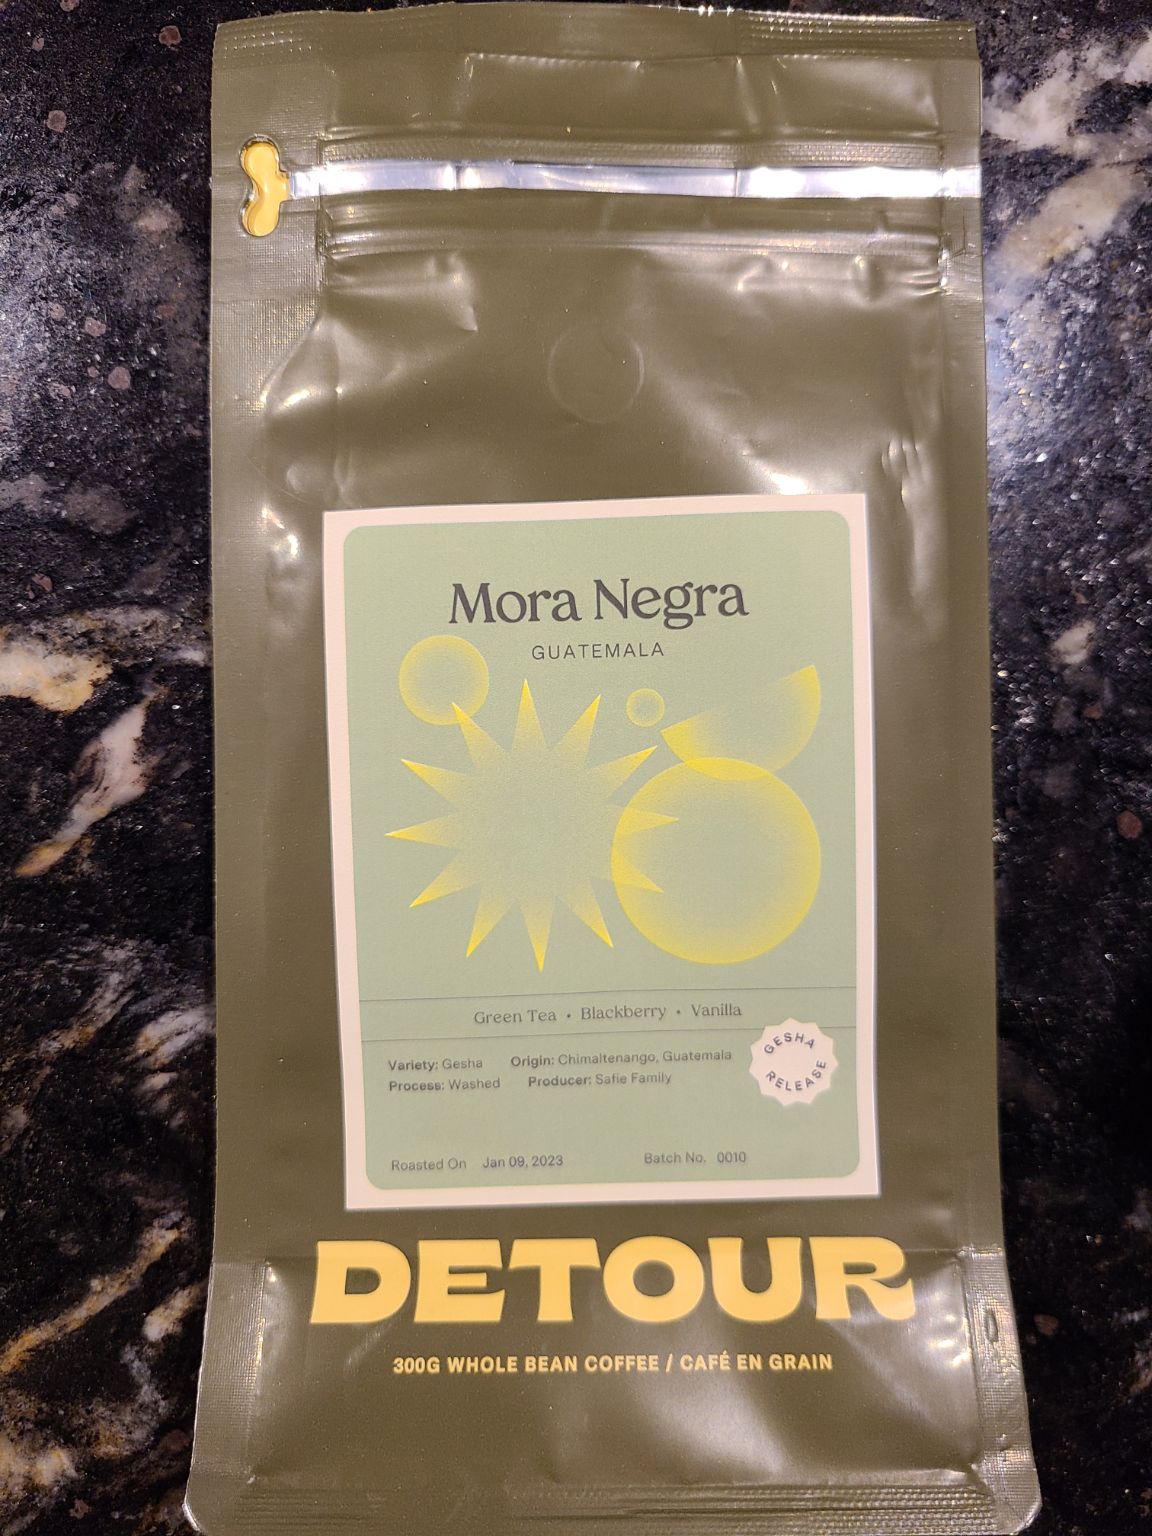 Mora Negra
GUATEMALA
Green Tea • Blackberry • Vanilla
Variety: Gesha Origin: Chimaltenango, Guatemala
Process: Washed Producer: Safie Family
GESHA
RELEASE
Roasted On Jan 09, 2023 Batch No. 0010
DETOUR
300G WHOLE BEAN COFFEE / CAFÉ EN GRAIN